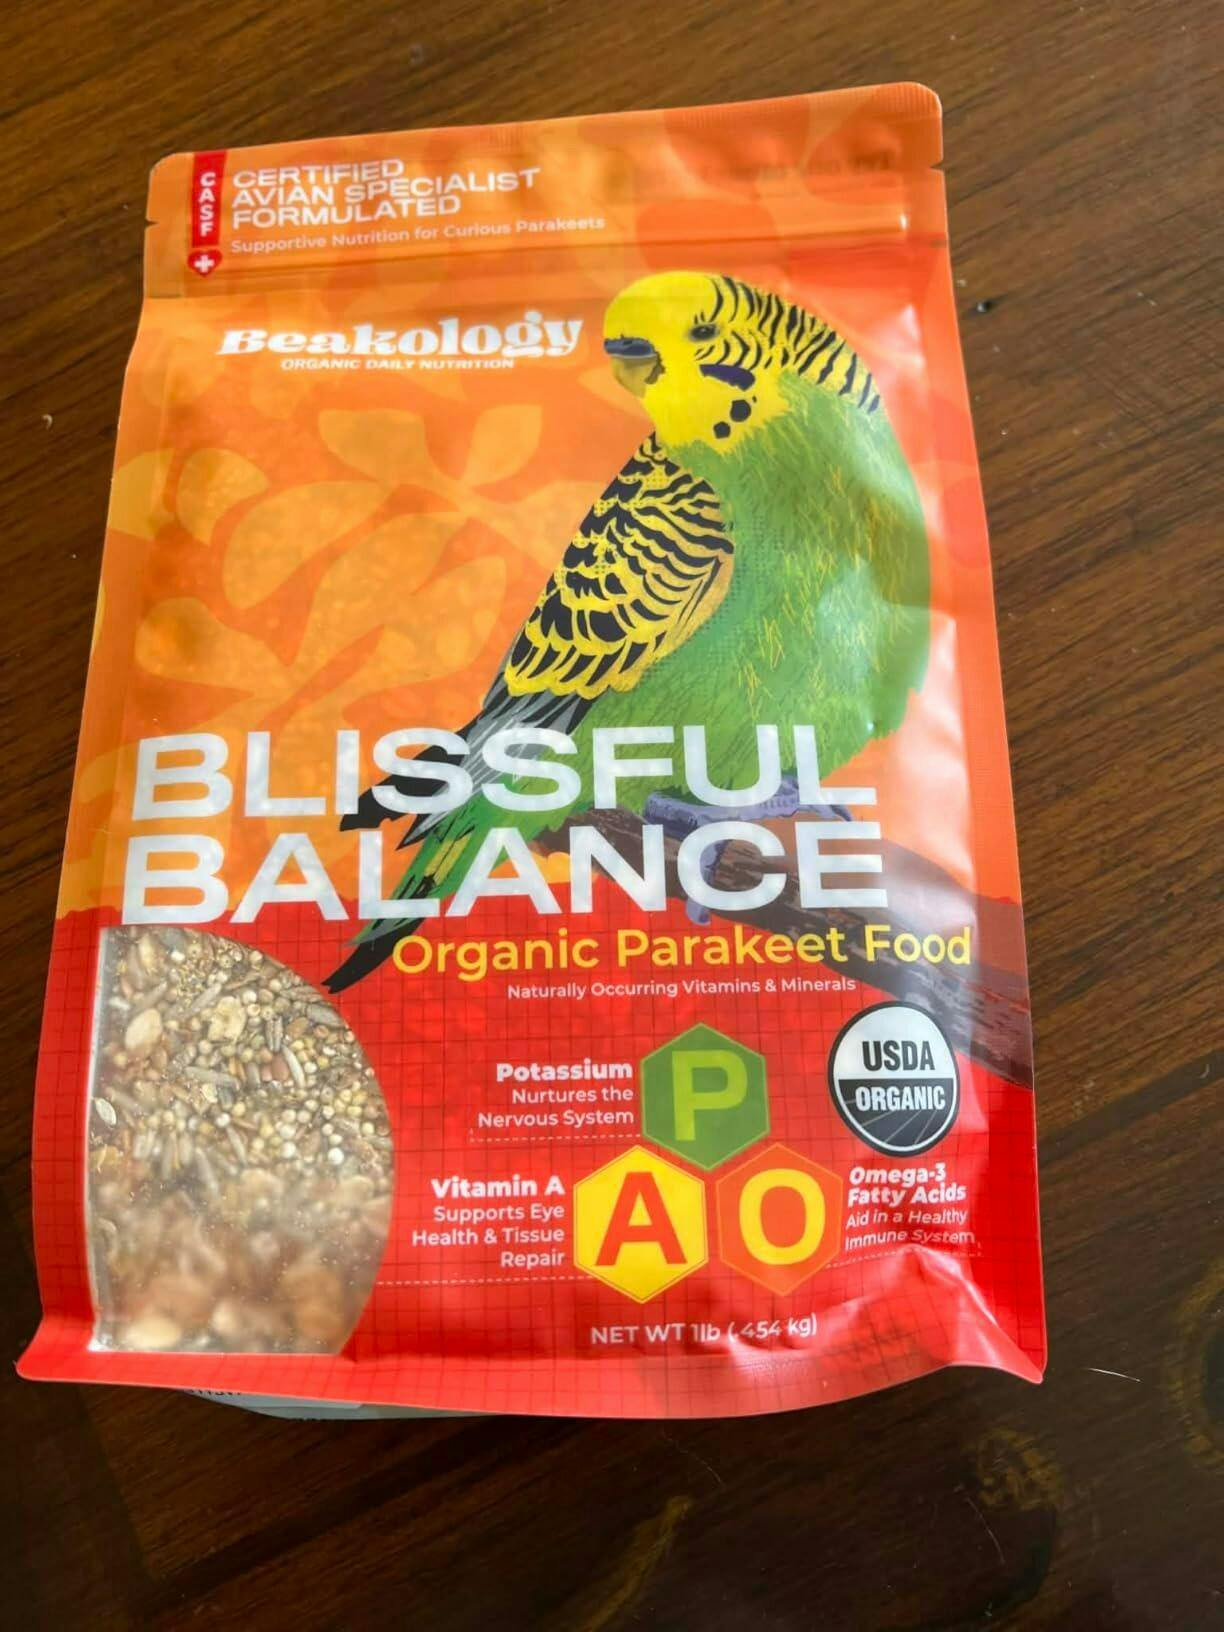 CASF
CERTIFIED
AVIAN SPECIALIST
FORMULATED
Supportive Nutrition for Curious Parakeets
Beakology
ORGANIC DAILY NUTRITION
BLISSFUL
BALANCE
Organic Parakeet Food
Naturally Occurring Vitamins & Minerals
Potassium
Nurtures the
Nervous System
P
USDA
ORGANIC
Vitamin A
Supports Eye
Health & Tissue
Repair
A
O
Omega-3
Fatty Acids
Aid in a Healthy
Immune System
NET WT 1lb (.454 kg)